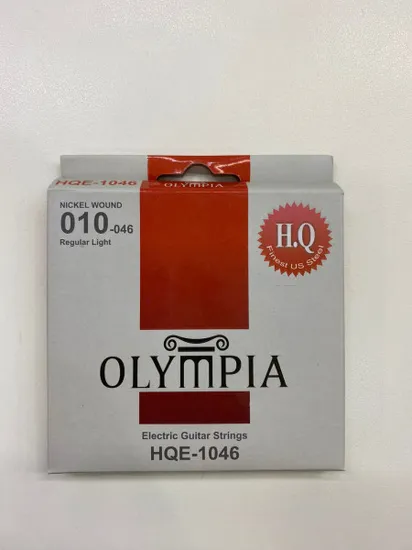 HQE-1046
OLYMPIA
NICKEL WOUND
010-046
Regular Light
H.Q
Finest US Steel
OLYMPIA
Electric Guitar Strings
HQE-1046